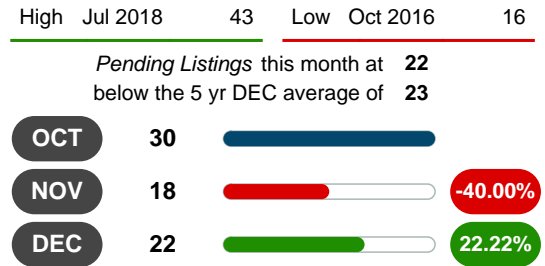 High Jul 2018 43 Low Oct 2016 16
Pending Listings this month at 22
below the 5 yr DEC average of 23
OCT 30
NOV 18 -40.00%
DEC 22 22.22%